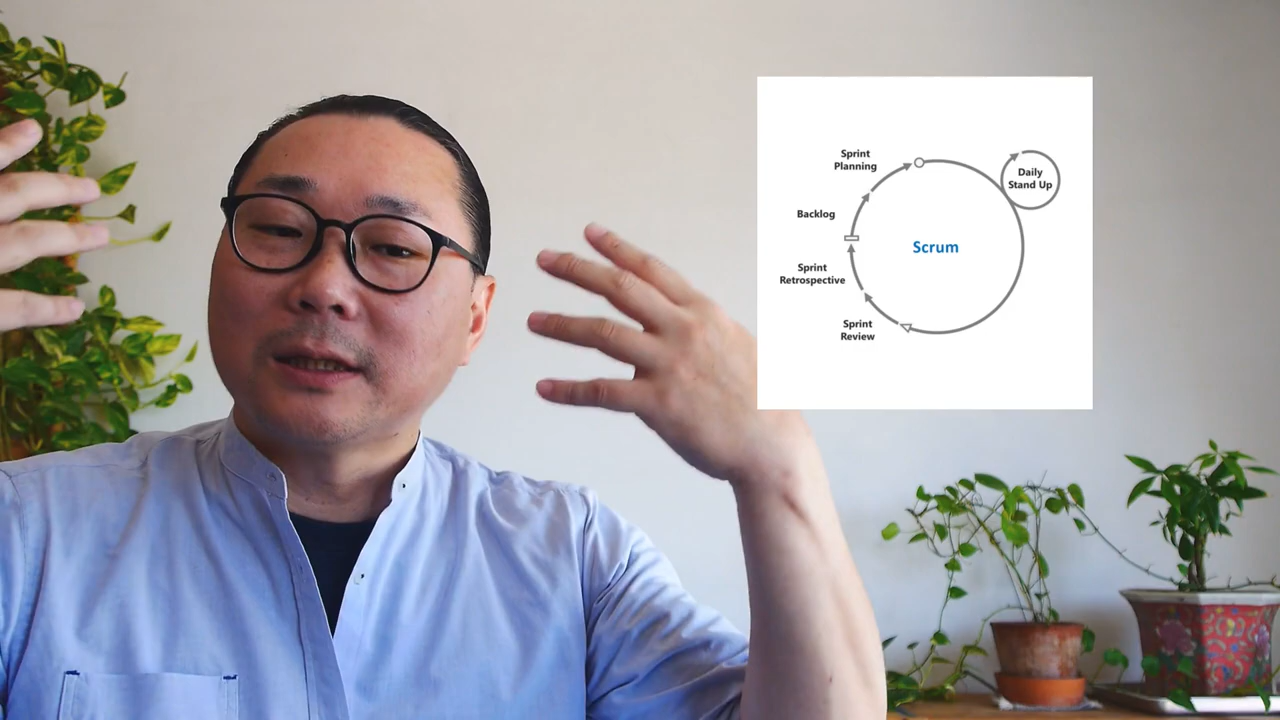 Sprint
Planning
Daily
Stand Up
Backlog
Scrum
Sprint
Retrospective
Sprint
Review